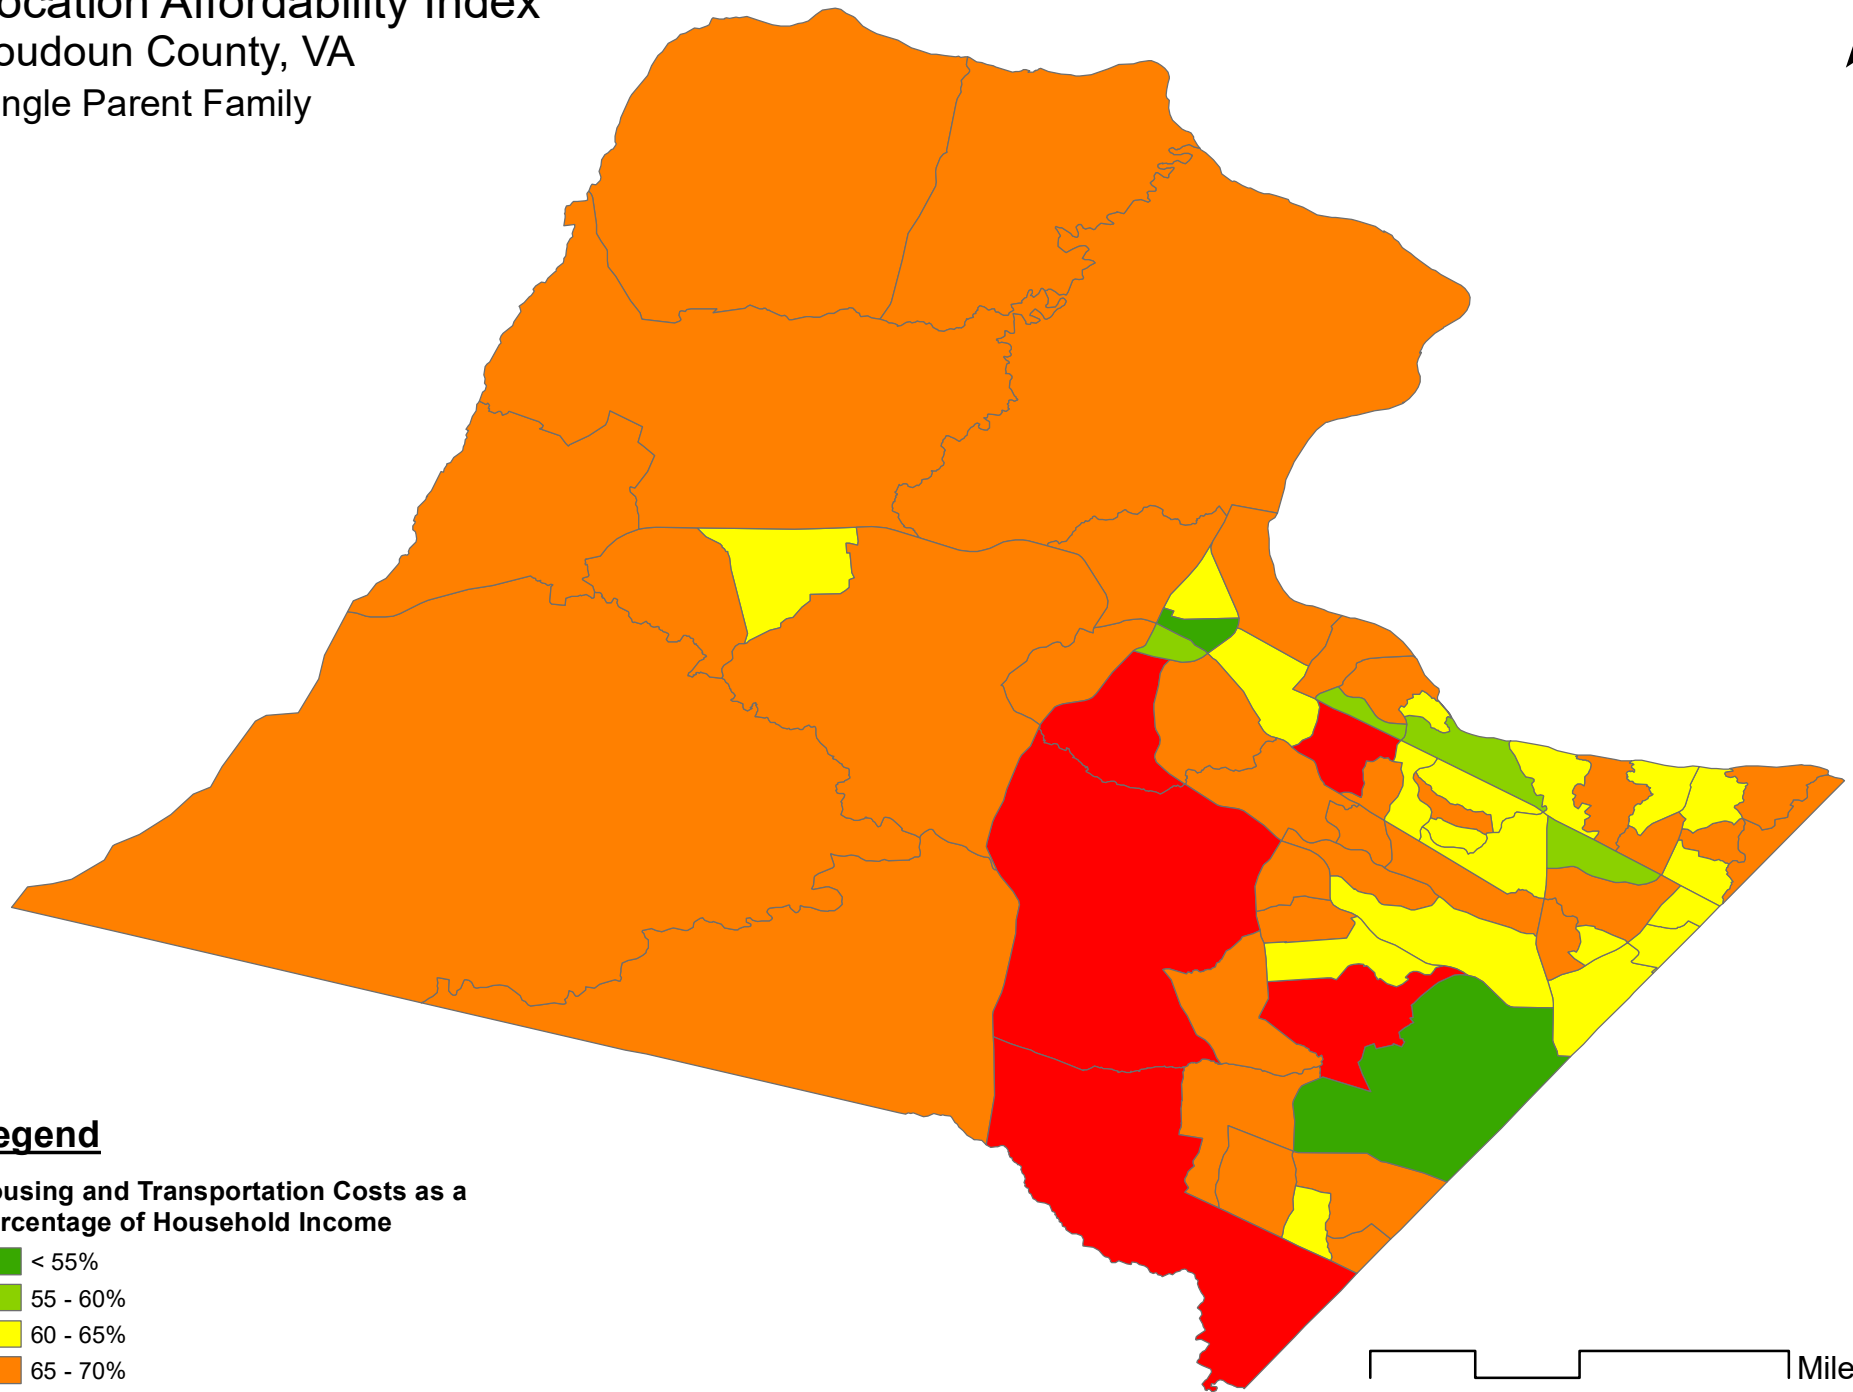 ocation Affordability Index
oudoun County, VA
ngle Parent Family
egend
ousing and Transportation Costs as a
rcentage of Household Income
< 55%
55 - 60%
60 - 65%
65 - 70%
Mile